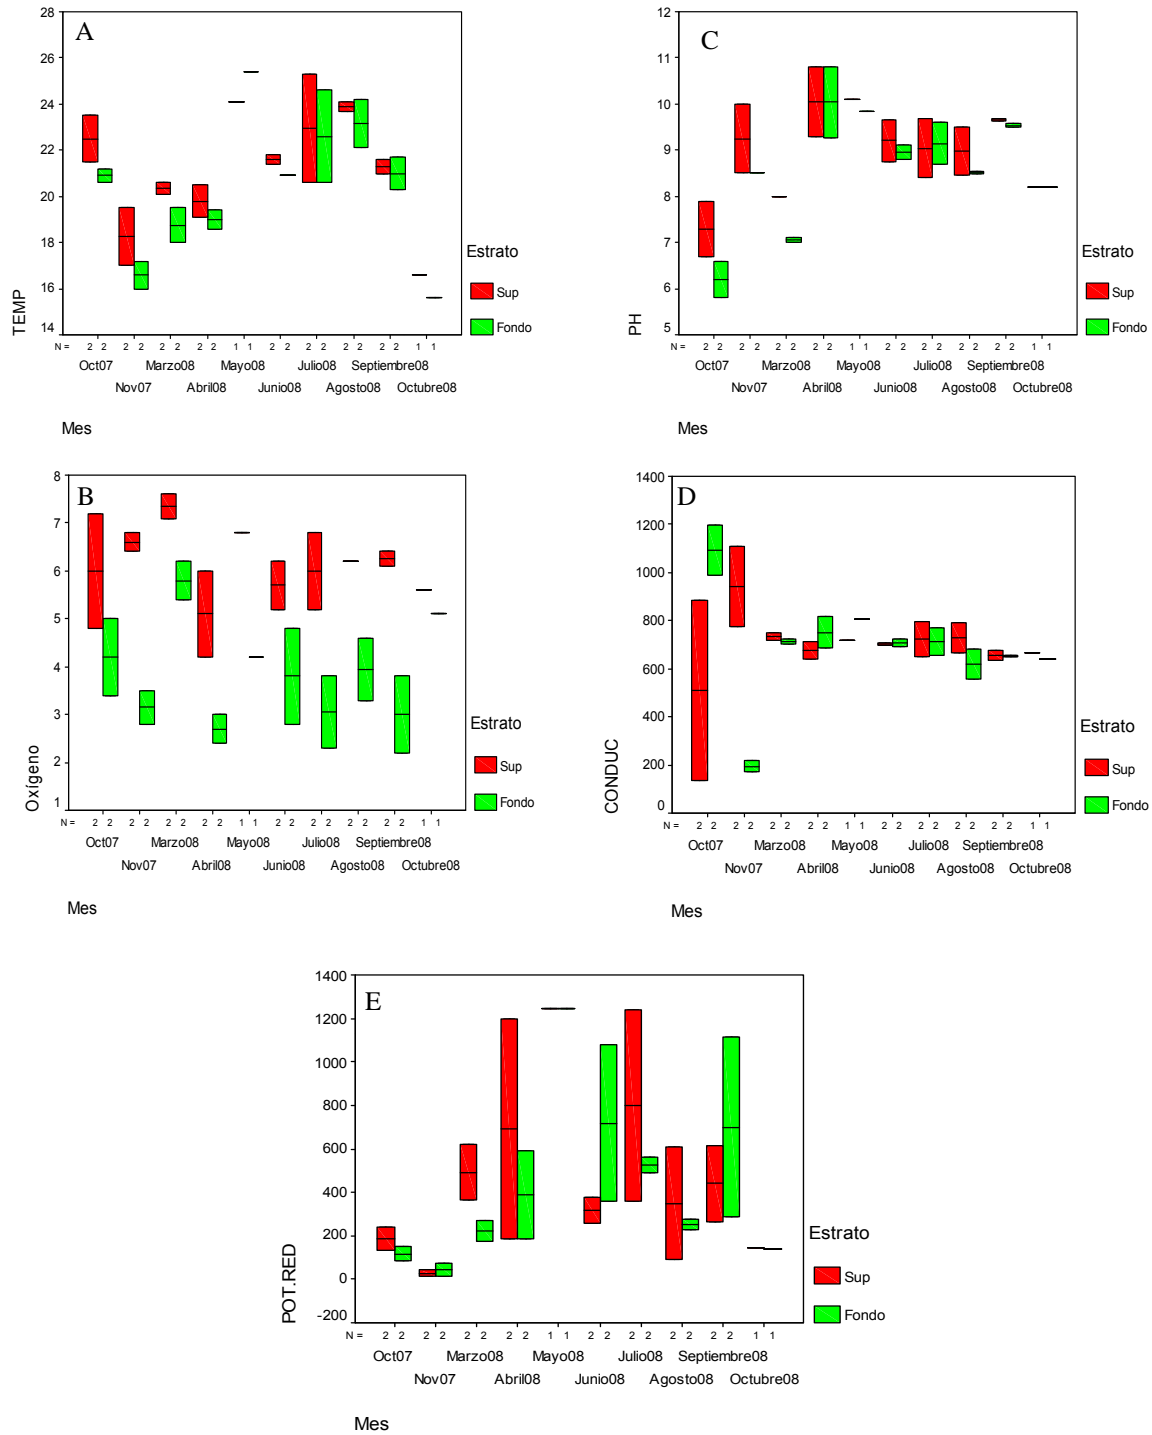 A
28
26
24
22
20
18
16
14
TEMP
N = 2 2 2 2 2 2 2 2 1 1 2 2 2 2 2 2 2 2 1 1
Oct07 Marzo08 Mayo08 Julio08 Septiembre08
Nov07 Abril08 Junio08 Agosto08 Octubre08
Mes
Estrato
Sup
Fondo
C
12
11
10
9
8
7
6
5
PH
N = 2 2 2 2 2 2 2 2 1 1 2 2 2 2 2 2 2 2 1 1
Oct07 Marzo08 Mayo08 Julio08 Septiembre08
Nov07 Abril08 Junio08 Agosto08 Octubre08
Mes
Estrato
Sup
Fondo
B
8
7
6
5
4
3
2
1
Oxígeno
N = 2 2 2 2 2 2 2 2 1 1 2 2 2 2 2 2 2 2 1 1
Oct07 Marzo08 Mayo08 Julio08 Septiembre08
Nov07 Abril08 Junio08 Agosto08 Octubre08
Mes
Estrato
Sup
Fondo
D
1400
1200
1000
800
600
400
200
0
CONDUC
N = 2 2 2 2 2 2 2 2 1 1 2 2 2 2 2 2 2 2 1 1
Oct07 Marzo08 Mayo08 Julio08 Septiembre08
Nov07 Abril08 Junio08 Agosto08 Octubre08
Mes
Estrato
Sup
Fondo
E
1400
1200
1000
800
600
400
200
0
-200
POT.RED
N = 2 2 2 2 2 2 2 2 1 1 2 2 2 2 2 2 2 2 1 1
Oct07 Marzo08 Mayo08 Julio08 Septiembre08
Nov07 Abril08 Junio08 Agosto08 Octubre08
Mes
Estrato
Sup
Fondo